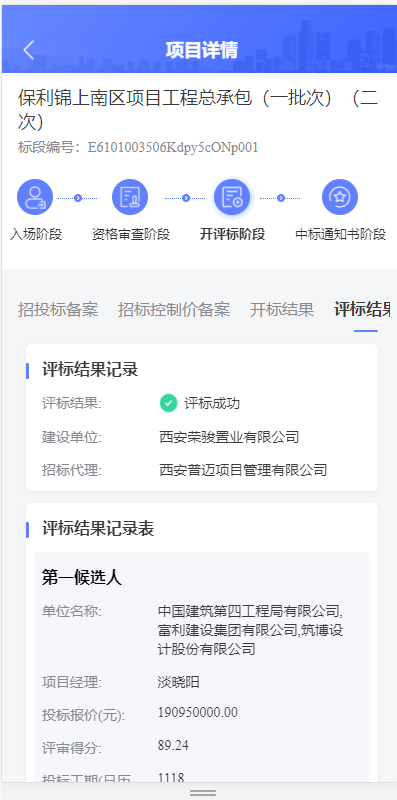 项目详情
保利锦上南区项目工程总承包（一批次）（二
次）
标段编号：E6101003506Kdpy5cONp001
入场阶段 资格审查阶段 开评标阶段 中标通知书阶段
招投标备案 招标控制价备案 开标结果 评标结果
评标结果记录
评标结果: 评标成功
建设单位: 西安荣骏置业有限公司
招标代理: 西安普迈项目管理有限公司
评标结果记录表
第一候选人
单位名称: 中国建筑第四工程局有限公司,
富利建设集团有限公司,筑博设
计股份有限公司
项目经理: 淡晓阳
投标报价(元): 190950000.00
评审得分: 89.24
投标工期(日历 1118